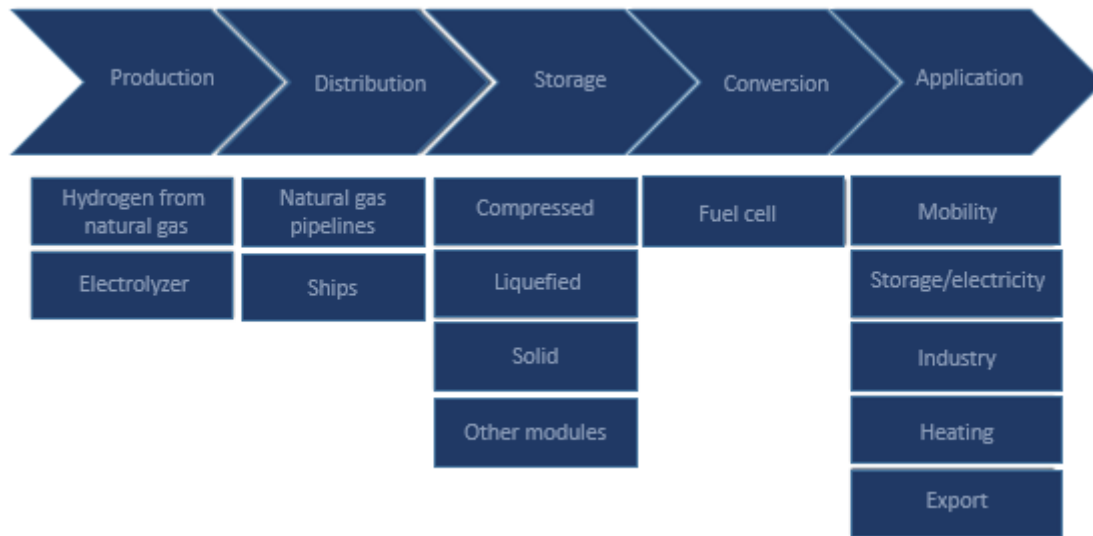 Production
Distribution
Storage
Conversion
Application
Hydrogen from
natural gas
Electrolyzer
Natural gas
pipelines
Ships
Compressed
Liquefied
Solid
Other modules
Fuel cell
Mobility
Storage/electricity
Industry
Heating
Export